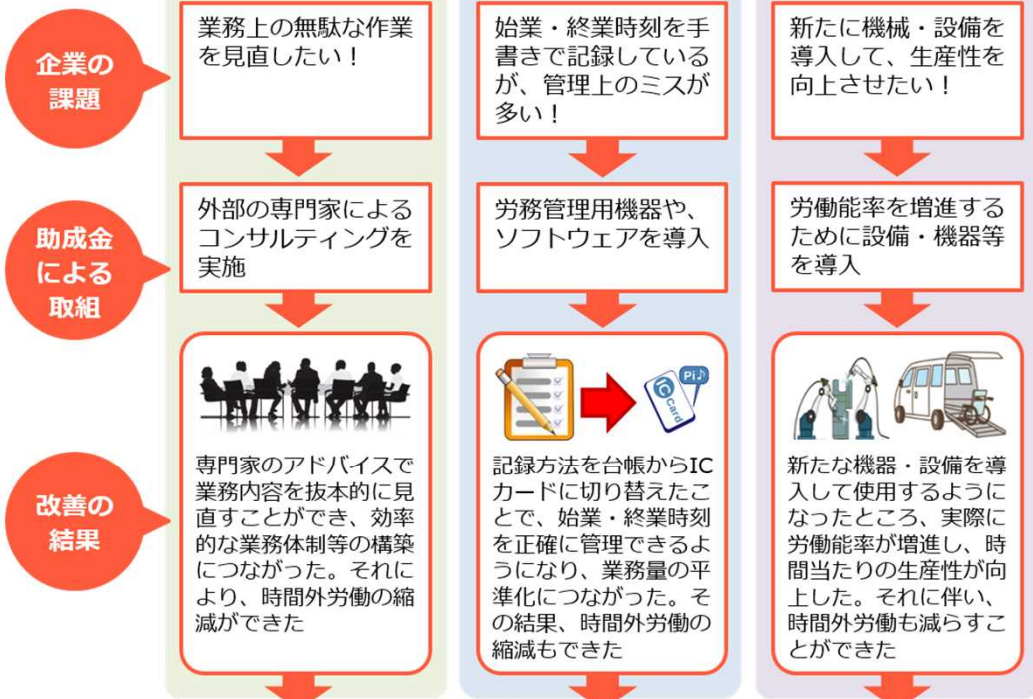 企業の
課題
業務上の無駄な作業
を見直したい！
始業・終業時刻を手
書きで記録している
が、管理上のミスが
多い！
新たに機械・設備を
導入して、生産性を
向上させたい！
助成金
による
取組
外部の専門家による
コンサルティングを
実施
労務管理用機器や、
ソフトウェアを導入
労働能率を増進する
ために設備・機器等
を導入
改善の
結果
専門家のアドバイスで
業務内容を抜本的に見
直すことができ、効率
的な業務体制等の構築
につながった。それに
より、時間外労働の縮
減ができた
Pi♪
IC
Card
記録方法を台帳からIC
カードに切り替えたこ
とで、始業・終業時刻
を正確に管理できるよ
うになり、業務量の平
準化につながった。そ
の結果、時間外労働の
縮減もできた
新たな機器・設備を導
入して使用するように
なったところ、実際に
労働能率が増進し、時
間当たりの生産性が向
上した。それに伴い、
時間外労働も減らすこ
とができた